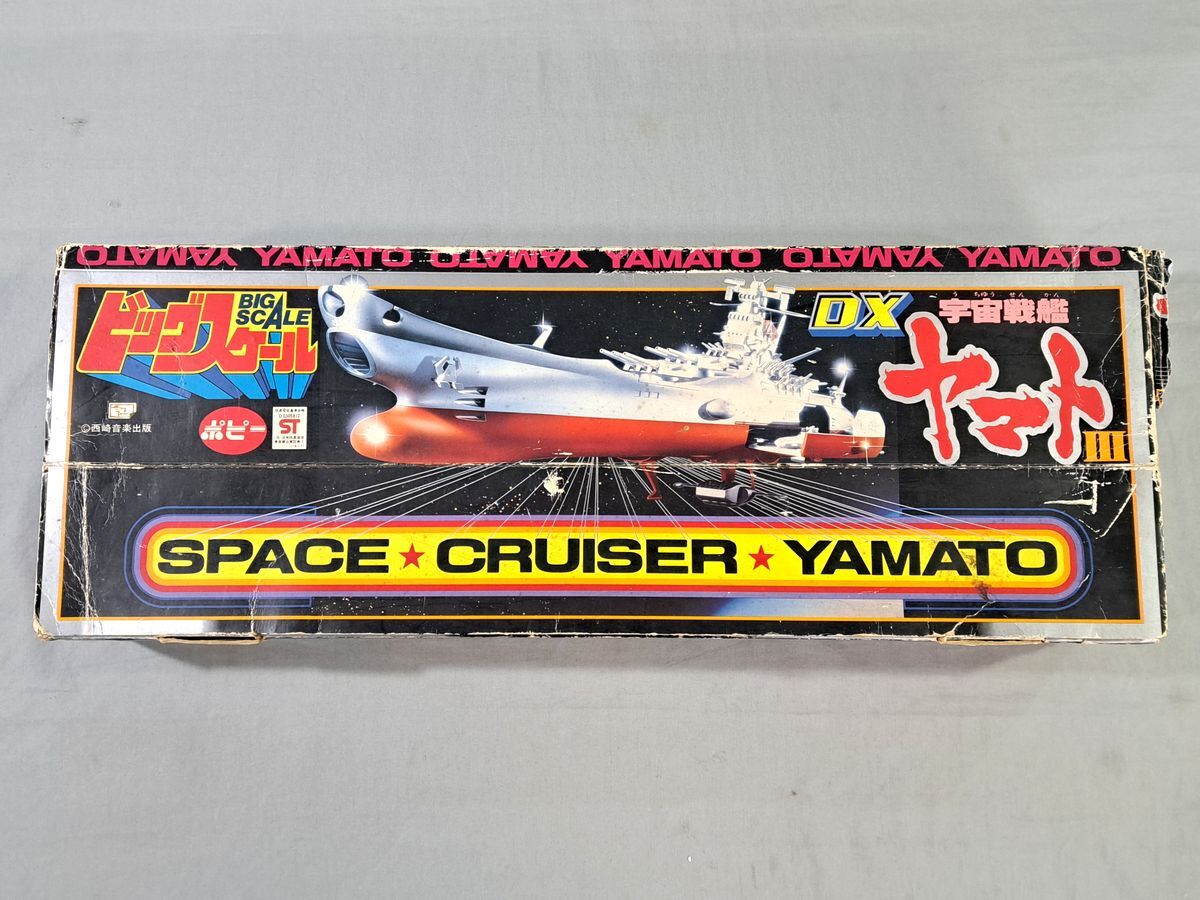 YAMATO YAMATO YAMATO YAMATO YAMATO YAMATO
ビッグスケール
BIG
SCALE
DX
うちゅうせんかん
宇宙戦艦
ヤマト
III
©西崎音楽出版
ポピー
ST
SPACE★CRUISER★YAMATO